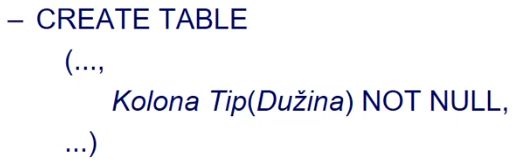 – CREATE TABLE
(...,
Kolona Tip(Dužina) NOT NULL,
...)